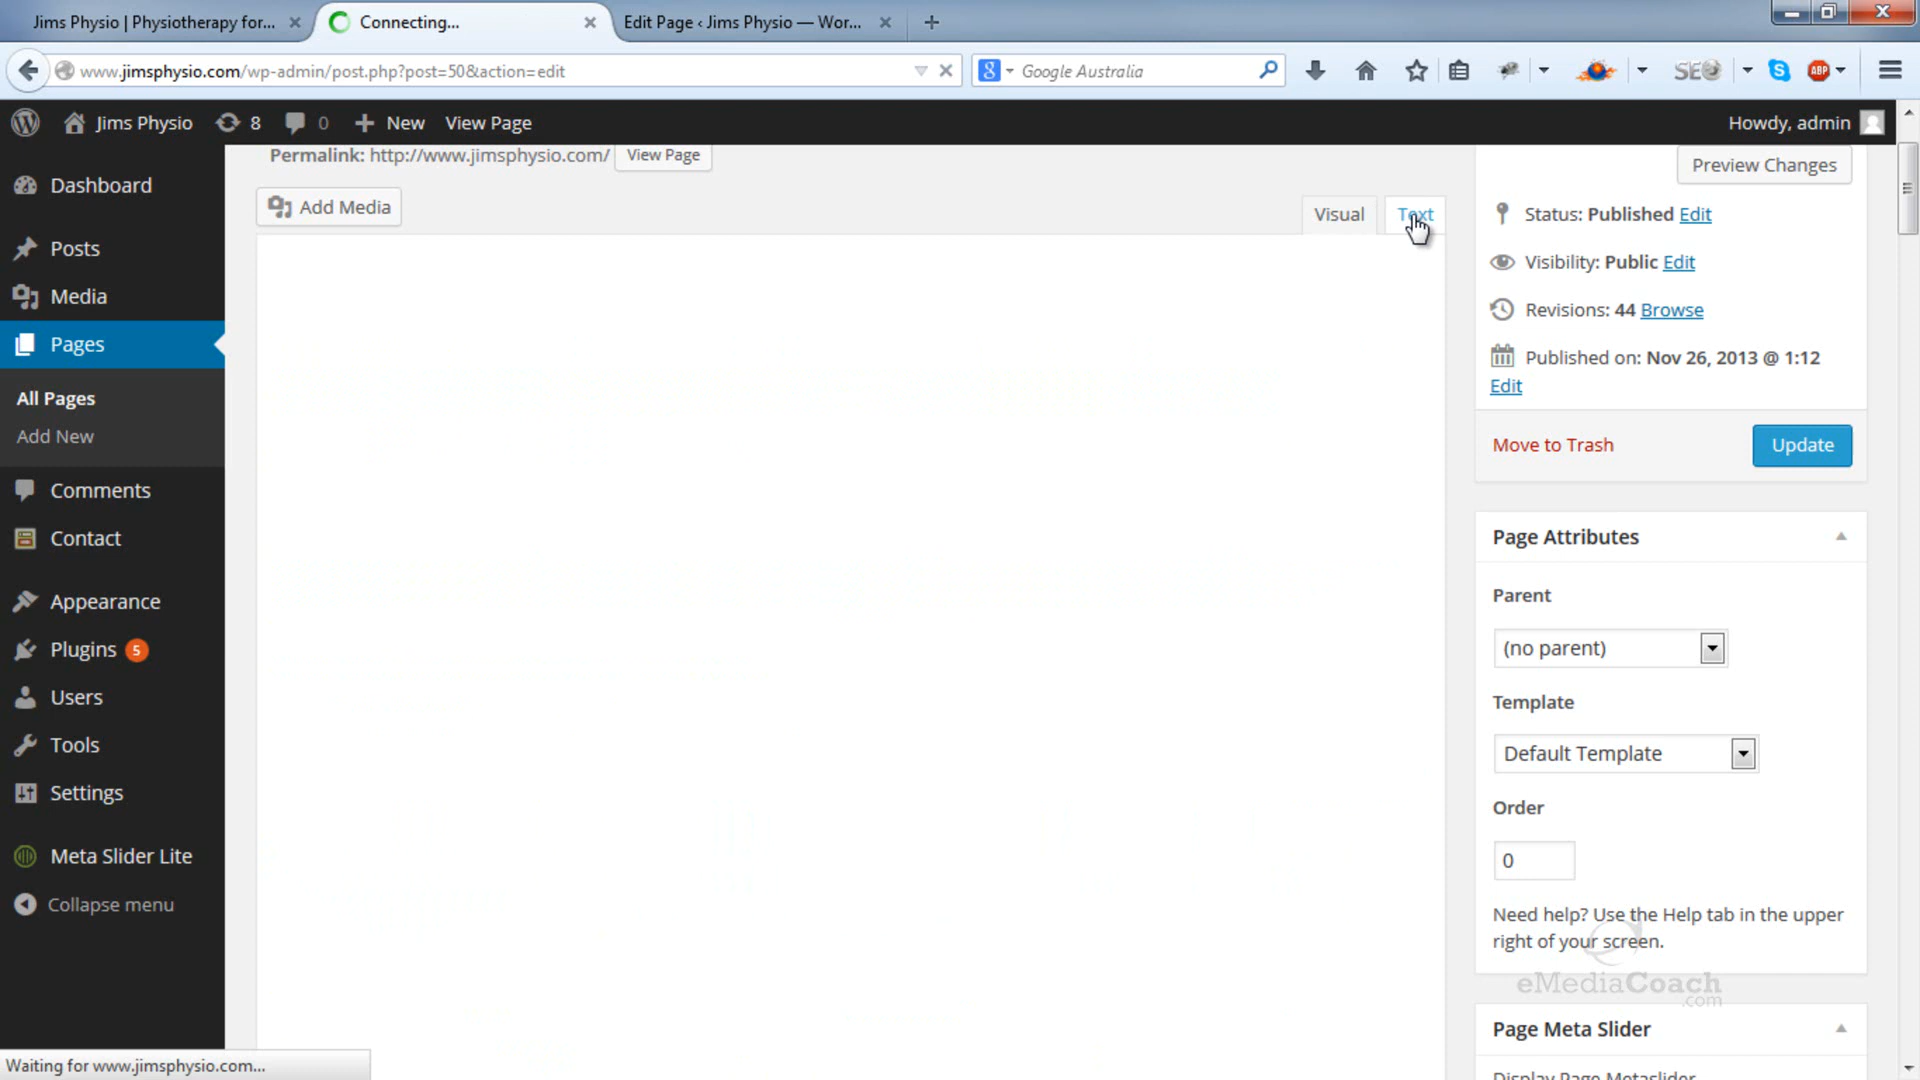 Jims Physio | Physiotherapy for...
Connecting...
Edit Page ‹ Jims Physio — Wor...
www.jimsphysio.com/wp-admin/post.php?post=50&action=edit
Google Australia
SEO
ABP
Jims Physio
8
0
New
View Page
Howdy, admin
Dashboard
Posts
Media
Pages
All Pages
Add New
Comments
Contact
Appearance
Plugins 5
Users
Tools
Settings
Meta Slider Lite
Collapse menu
Permalink: http://www.jimsphysio.com/ View Page
Add Media
Visual
Text
Preview Changes
Status: Published Edit
Visibility: Public Edit
Revisions: 44 Browse
Published on: Nov 26, 2013 @ 1:12
Edit
Move to Trash
Update
Page Attributes
Parent
(no parent)
Template
Default Template
Order
0
Need help? Use the Help tab in the upper
right of your screen.
eMediaCoach
.com
Page Meta Slider
Display Page Metaslider
Waiting for www.jimsphysio.com...